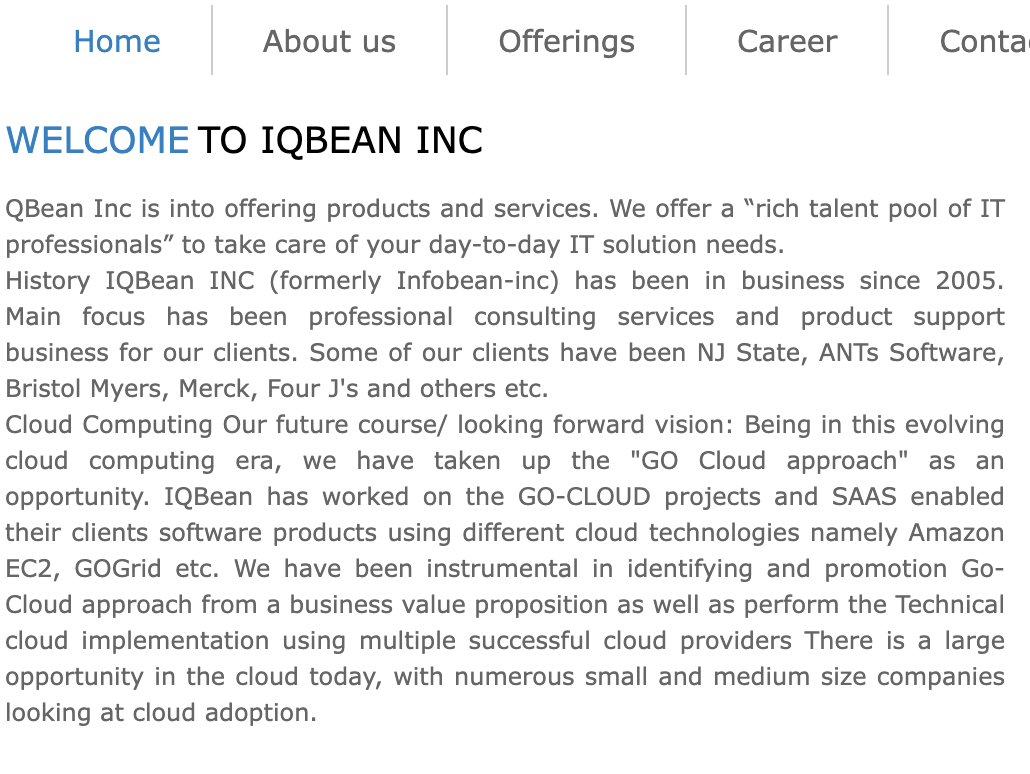 Home
About us
Offerings
Career
WELCOME TO IQBEAN INC
QBean Inc is into offering products and services. We offer a “rich talent pool of IT
professionals” to take care of your day-to-day IT solution needs.
History IQBean INC (formerly Infobean-inc) has been in business since 2005.
Main focus has been professional consulting services and product support
business for our clients. Some of our clients have been NJ State, ANTs Software,
Bristol Myers, Merck, Four J's and others etc.
Cloud Computing Our future course/ looking forward vision: Being in this evolving
cloud computing era, we have taken up the "GO Cloud approach" as an
opportunity. IQBean has worked on the GO-CLOUD projects and SAAS enabled
their clients software products using different cloud technologies namely Amazon
EC2, GOGrid etc. We have been instrumental in identifying and promotion Go-
Cloud approach from a business value proposition as well as perform the Technical
cloud implementation using multiple successful cloud providers There is a large
opportunity in the cloud today, with numerous small and medium size companies
looking at cloud adoption.